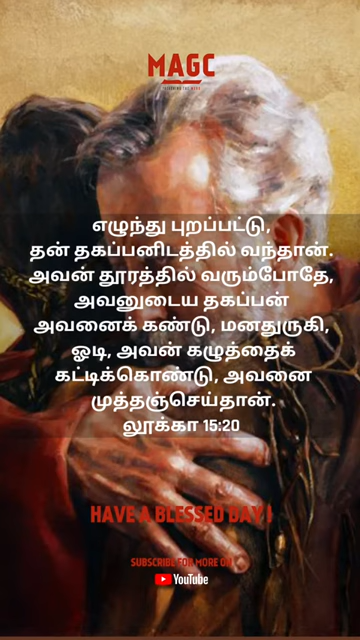 MAGC
எழுந்து புறப்பட்டு,
தன் தகப்பனிடத்தில் வந்தான்.
அவன் தூரத்தில் வரும்போதே,
அவனுடைய தகப்பன்
அவனைக் கண்டு, மனதுருகி,
ஓடி, அவன் கழுத்தைக்
கட்டிக்கொண்டு, அவனை
முத்தஞ்செய்தான்.
லூக்கா 15:20
HAVE A BLESSED DAY !
SUBSCRIBE FOR MORE ON
YouTube